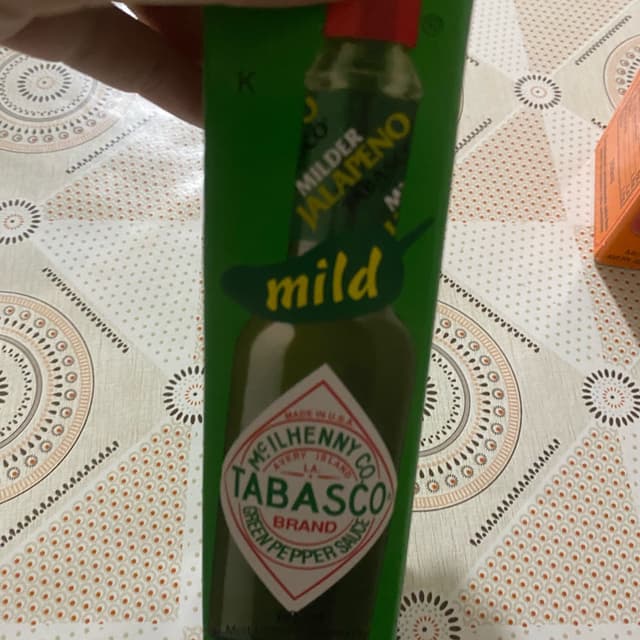 ®
K
MILDER
JALAPENO
mild
MADE IN U.S.A.
McILHENNY CO.
AVERY ISLAND
LA.
TABASCO
BRAND
GREEN PEPPER SAUCE